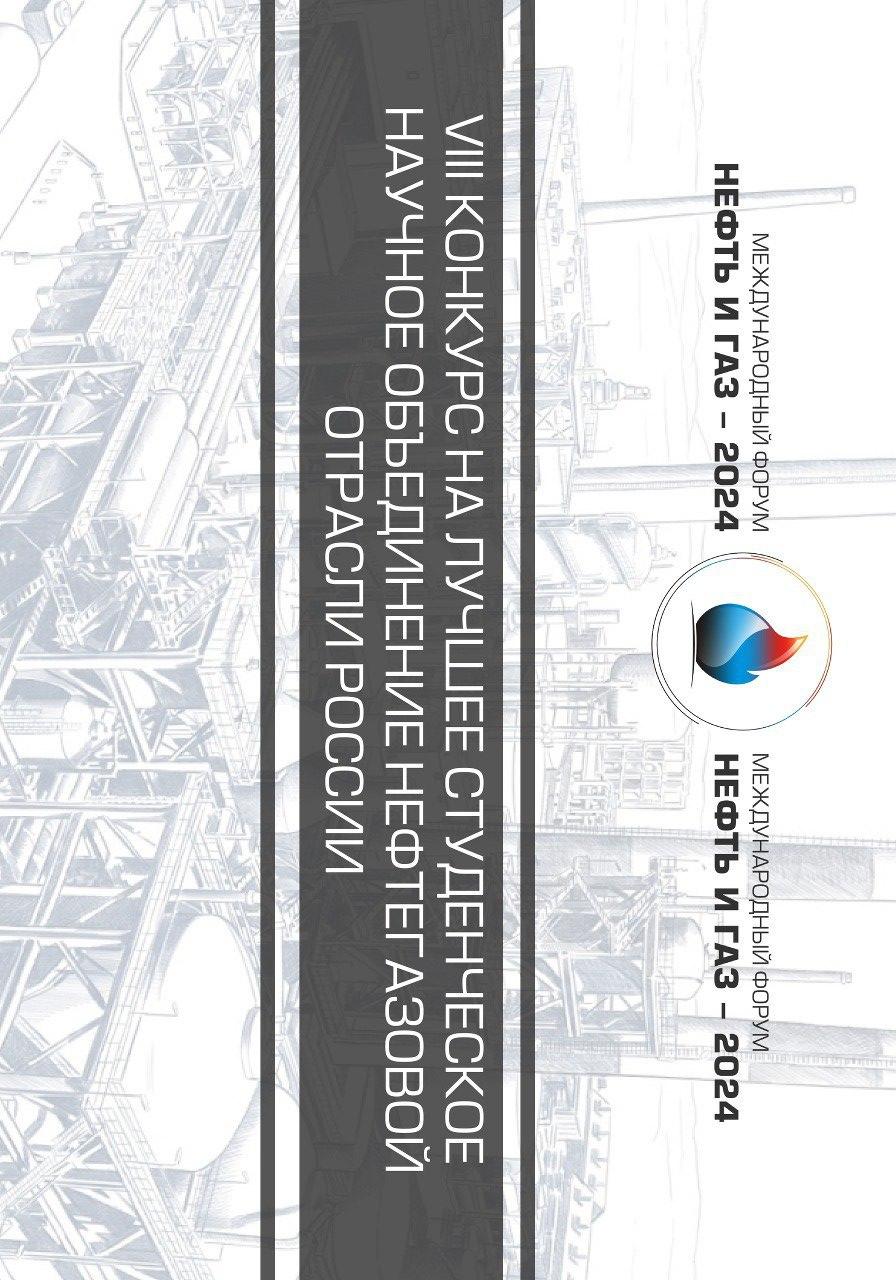 МЕЖДУНАРОДНЫЙ ФОРУМ
НЕФТЬ И ГАЗ – 2024
МЕЖДУНАРОДНЫЙ ФОРУМ
НЕФТЬ И ГАЗ – 2024
VIII КОНКУРС НА ЛУЧШЕЕ СТУДЕНЧЕСКОЕ
НАУЧНОЕ ОБЪЕДИНЕНИЕ НЕФТЕГАЗОВОЙ
ОТРАСЛИ РОССИИ